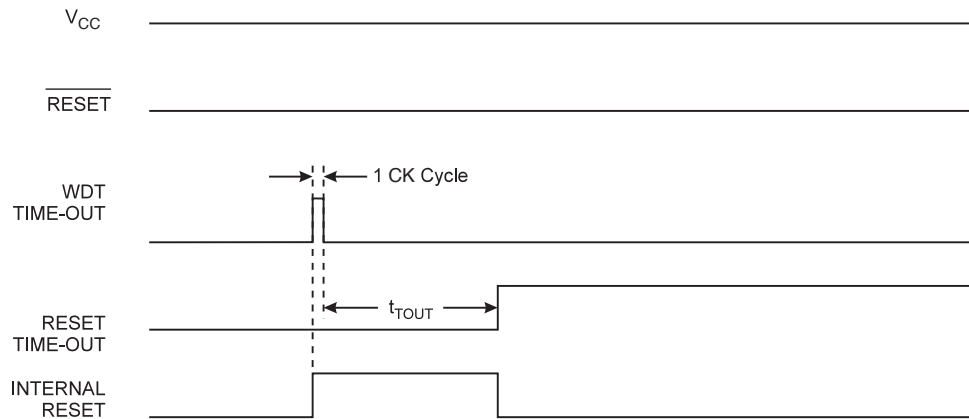 VCC
RESET
1 CK Cycle
WDT
TIME-OUT
tTOUT
RESET
TIME-OUT
INTERNAL
RESET